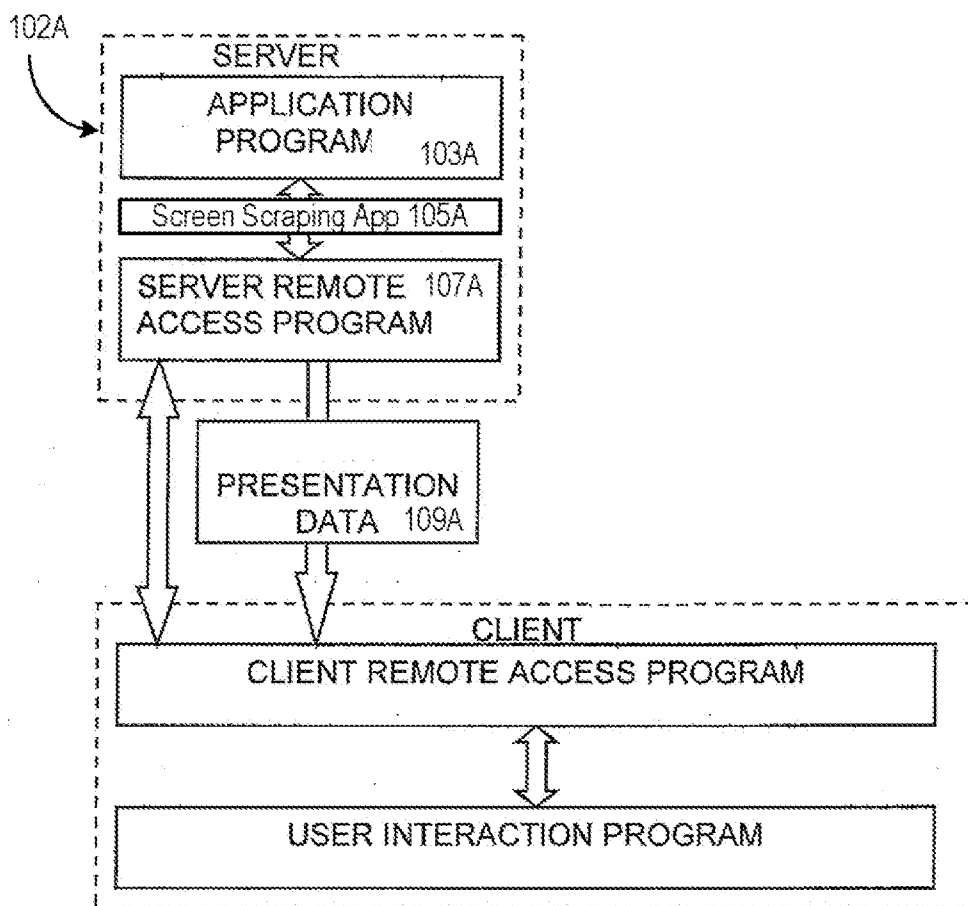 102A
SERVER
APPLICATION
PROGRAM
103A
Screen Scraping App 105A
SERVER REMOTE 107A
ACCESS PROGRAM
PRESENTATION
DATA 109A
CLIENT
CLIENT REMOTE ACCESS PROGRAM
USER INTERACTION PROGRAM